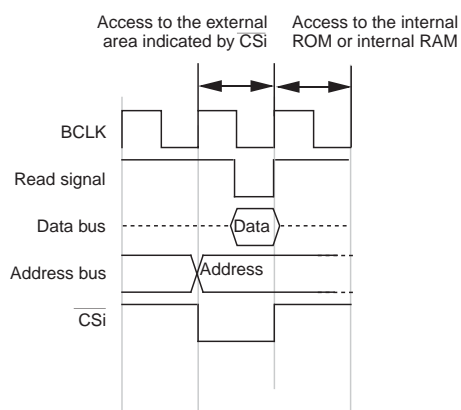 Access to the external
area indicated by CSi
Access to the internal
ROM or internal RAM
BCLK
Read signal
Data bus
Data
Address bus
Address
CSi